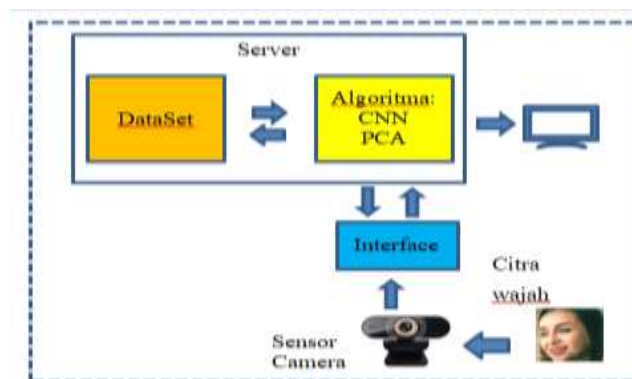 Server
DataSet
Algoritma:
CNN
PCA
Interface
Citra
wajah
Sensor
Camera